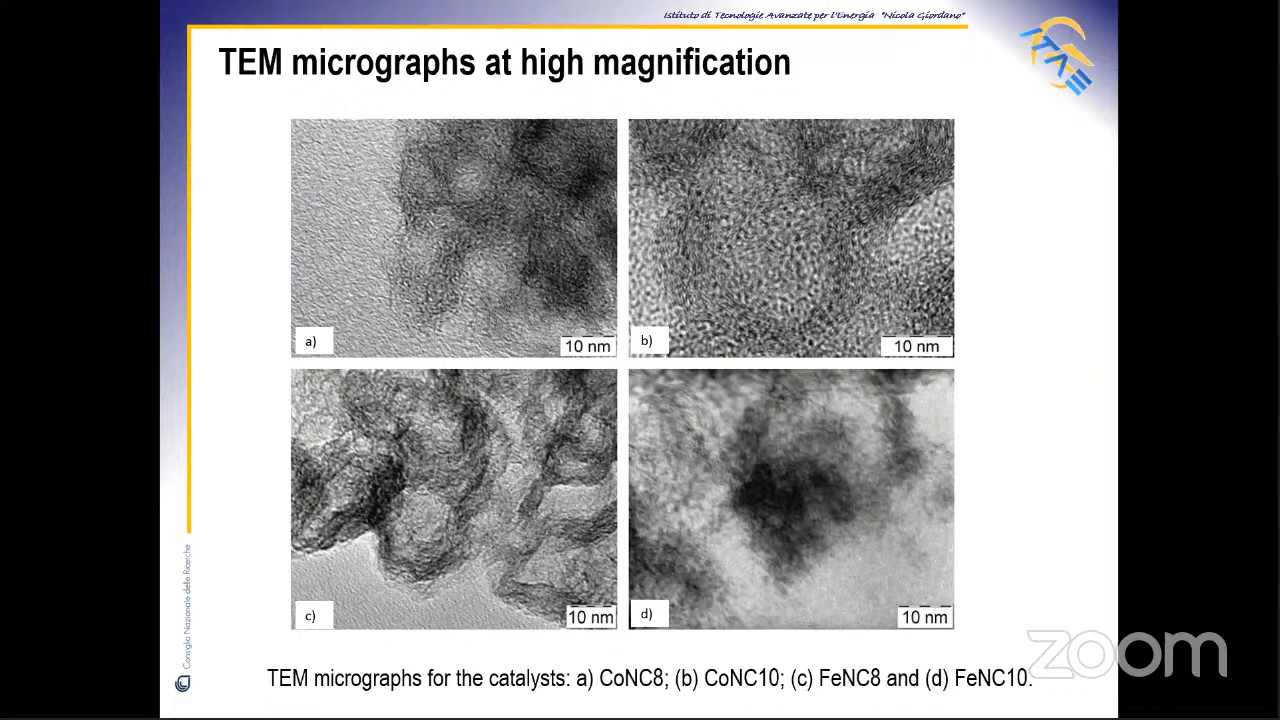 Istituto di Tecnologie Avanzate per l'Energia "Nicola Giordano"
TEM micrographs at high magnification
ITAE
a)
10 nm
b)
10 nm
c)
10 nm
d)
10 nm
Consiglio Nazionale delle Ricerche
TEM micrographs for the catalysts: a) CoNC8; (b) CoNC10; (c) FeNC8 and (d) FeNC10.
zoom